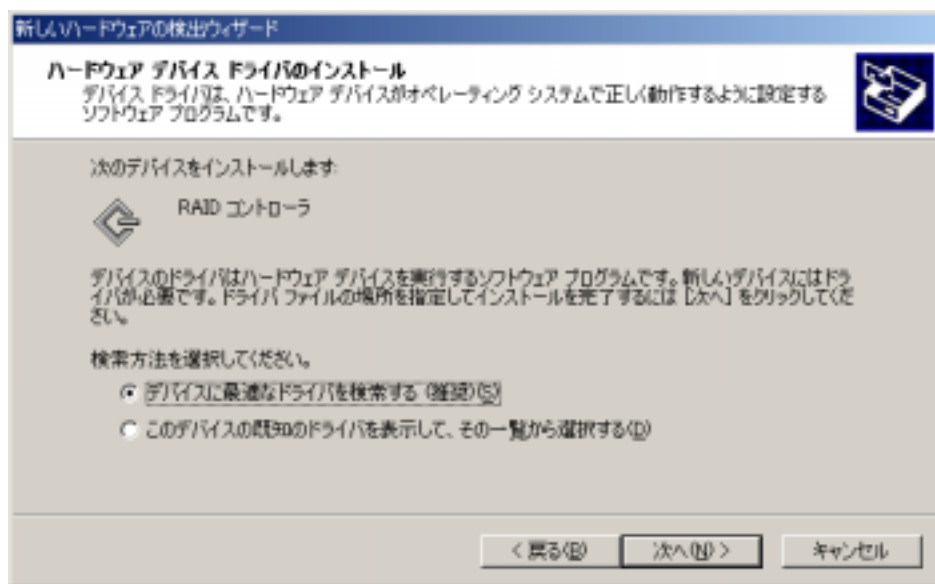 新しいハードウェアの検出ウィザード
ハードウェア デバイス ドライバのインストール
デバイス ドライバは、ハードウェア デバイスがオペレーティング システムで正しく動作するように設定する
ソフトウェア プログラムです。
次のデバイスをインストールします:
RAID コントローラ
デバイスのドライバはハードウェア デバイスを実行するソフトウェア プログラムです。新しいデバイスにはドラ
イバが必要です。ドライバ ファイルの場所を指定してインストールを完了するには [次へ] をクリックしてくだ
さい。
検索方法を選択してください。
デバイスに最適なドライバを検索する (推奨)(S)
このデバイスの既知のドライバを表示して、その一覧から選択する(D)
< 戻る(B)
次へ(N) >
キャンセル